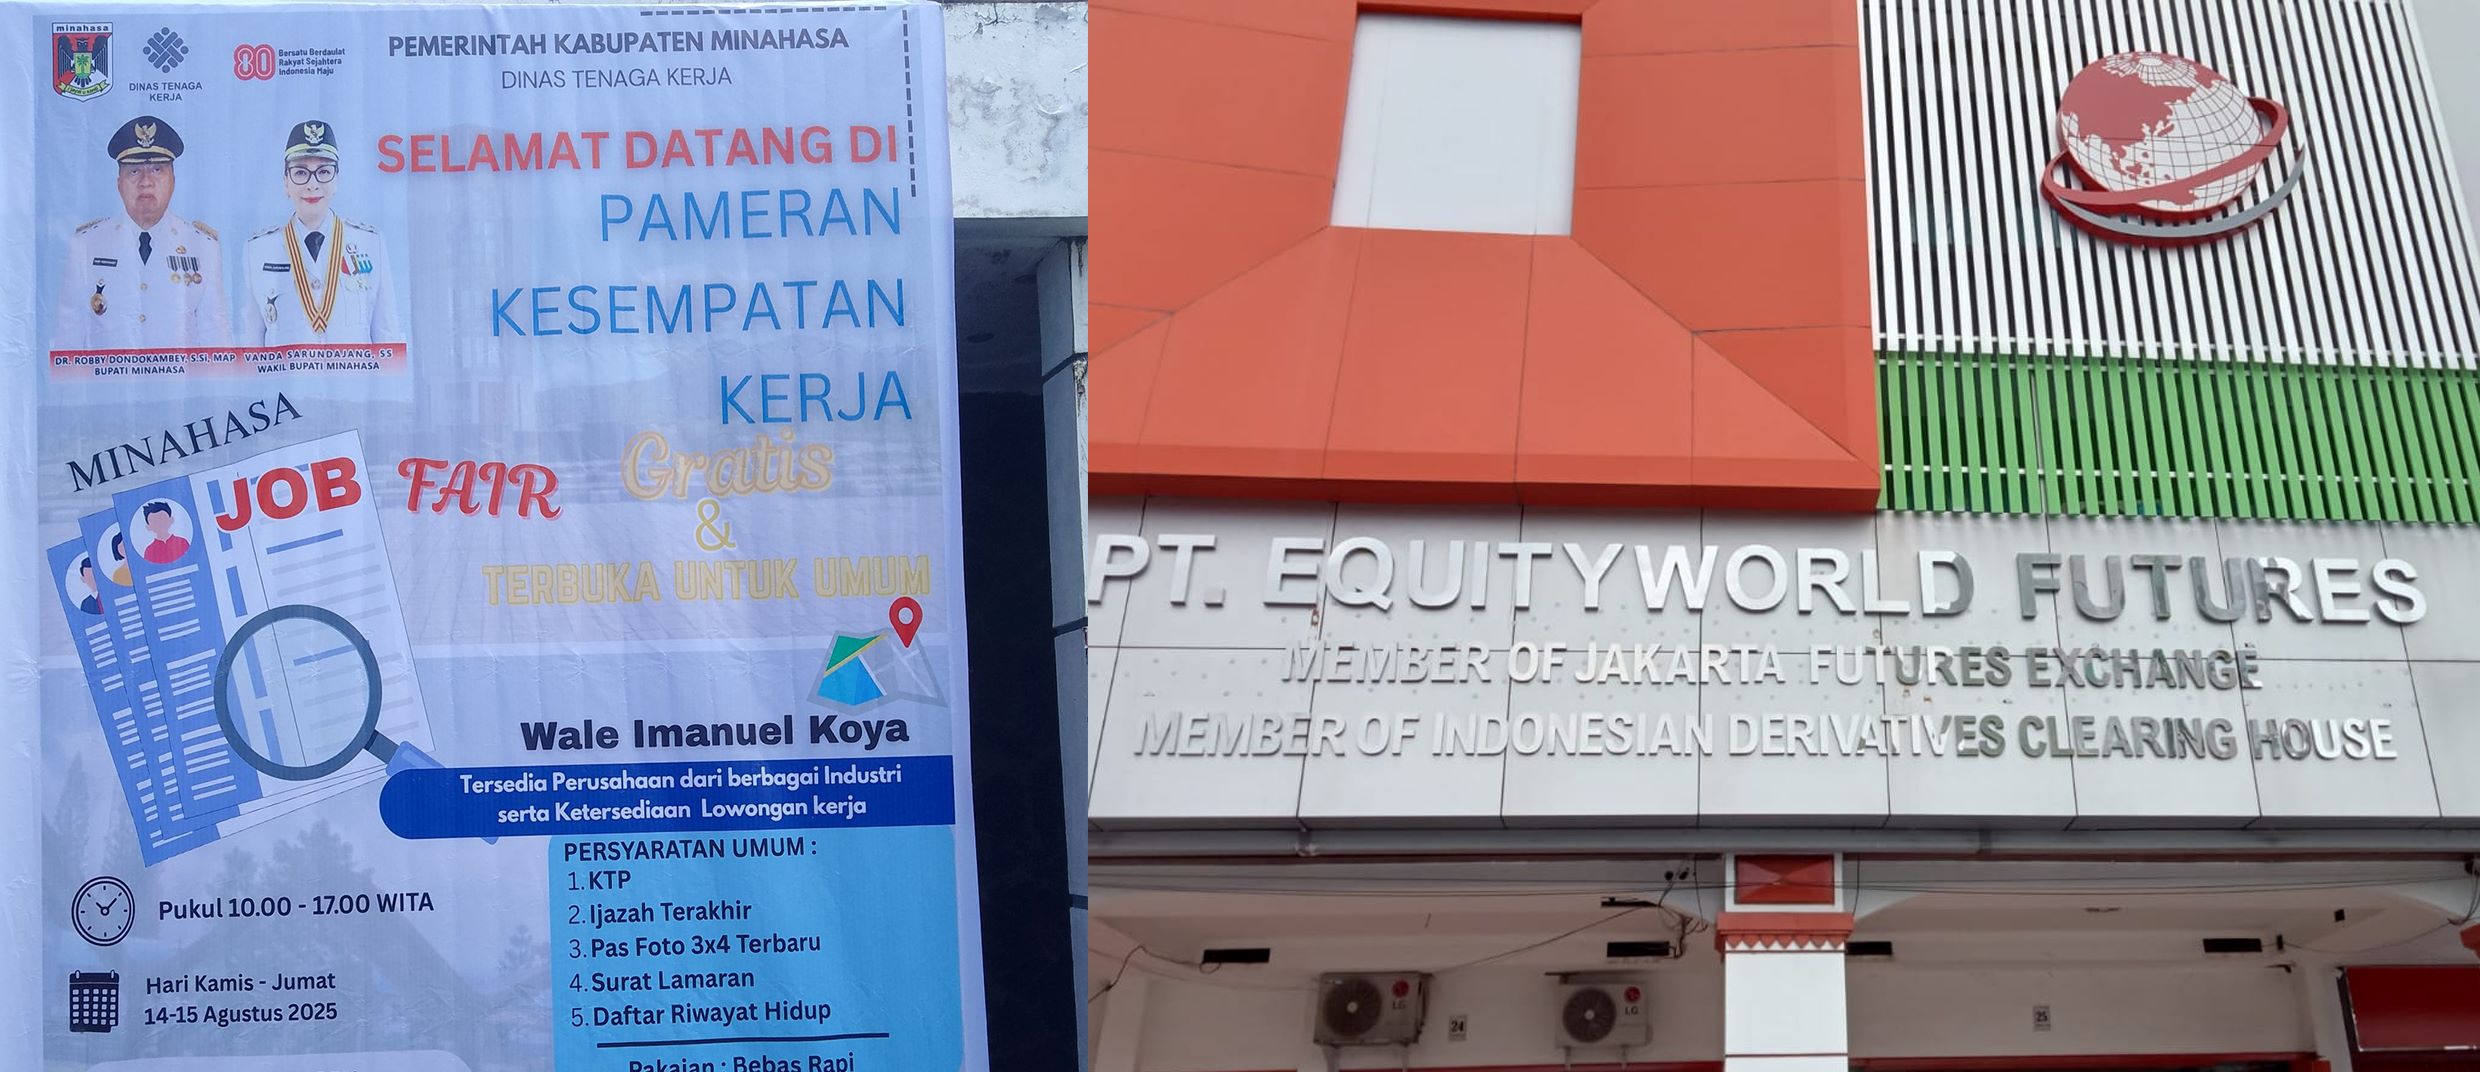 minahasa
DINAS TENAGA
KERJA
80
Bersatu Berdaulat
Rakyat Sejahtera
Indonesia Maju
PEMERINTAH KABUPATEN MINAHASA
DINAS TENAGA KERJA
SELAMAT DATANG DI
PAMERAN
KESEMPATAN
KERJA
DR. ROBBY DONDOKAMBEY, S.Si, MAP
BUPATI MINAHASA
VANDA SARUNDAJANG, SS
WAKIL BUPATI MINAHASA
MINAHASA
JOB FAIR
Gratis
&
TERBUKA UNTUK UMUM
Wale Imanuel Koya
Tersedia Perusahaan dari berbagai Industri
serta Ketersediaan Lowongan kerja
PERSYARATAN UMUM :
1. KTP
2. Ijazah Terakhir
3. Pas Foto 3x4 Terbaru
4. Surat Lamaran
5. Daftar Riwayat Hidup
Pakaian : Bebas Rapi
Pukul 10.00 - 17.00 WITA
Hari Kamis - Jumat
14-15 Agustus 2025
PT. EQUITYWORLD FUTURES
MEMBER OF JAKARTA FUTURES EXCHANGE
MEMBER OF INDONESIAN DERIVATIVES CLEARING HOUSE
LG
LG
24
25